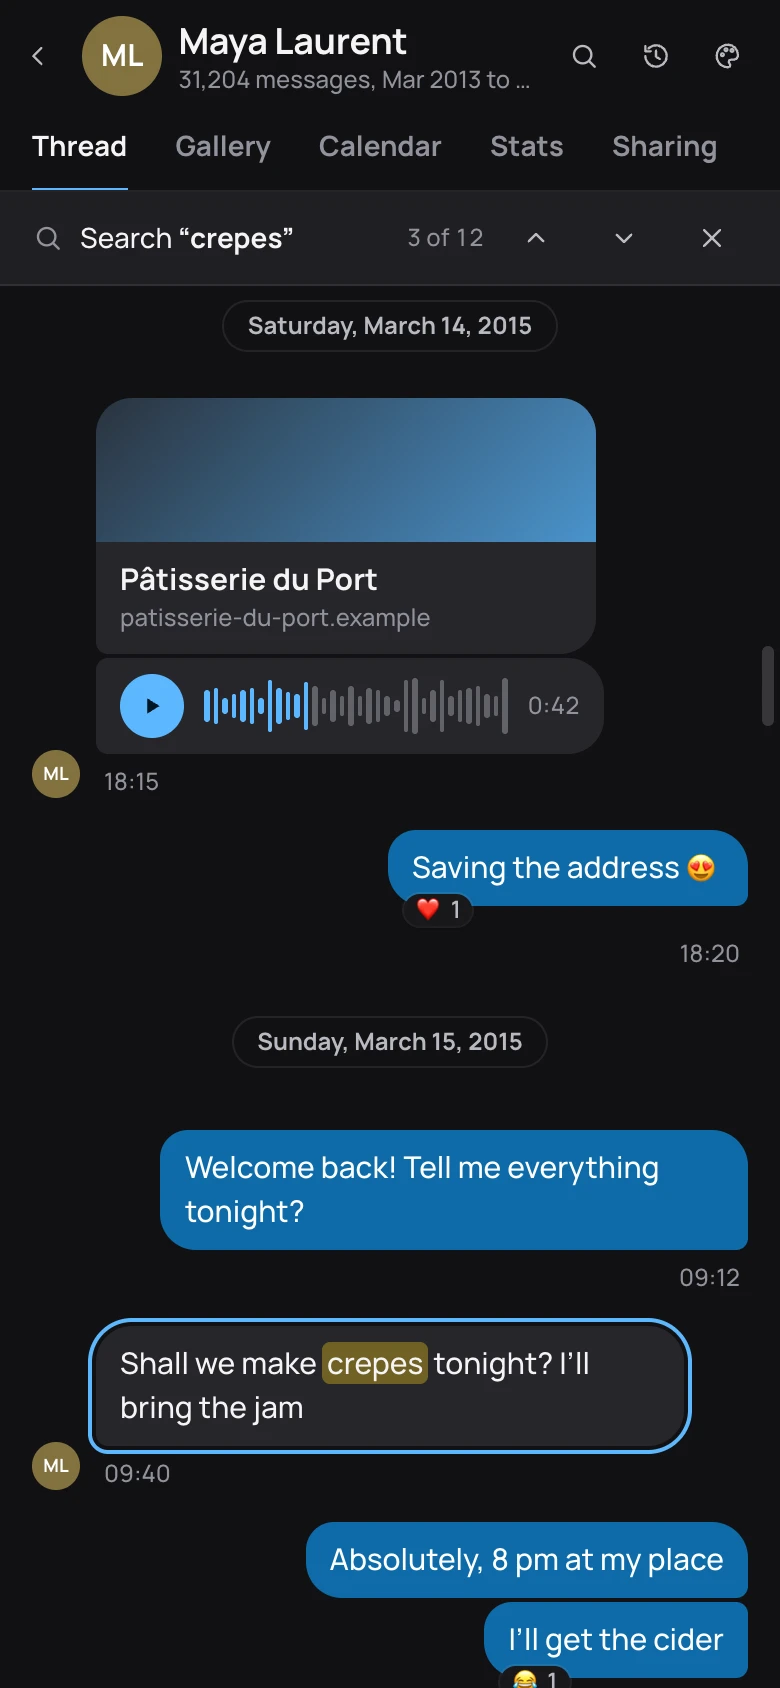 ML
Maya Laurent
31,204 messages, Mar 2013 to ...
Thread Gallery Calendar Stats Sharing
Search “crepes” 3 of 12
Saturday, March 14, 2015
Pâtisserie du Port
patisserie-du-port.example
0:42
ML 18:15
Saving the address 😍
❤️ 1
18:20
Sunday, March 15, 2015
Welcome back! Tell me everything
tonight?
09:12
Shall we make crepes tonight? I’ll
bring the jam
ML 09:40
Absolutely, 8 pm at my place
I’ll get the cider
😂 1